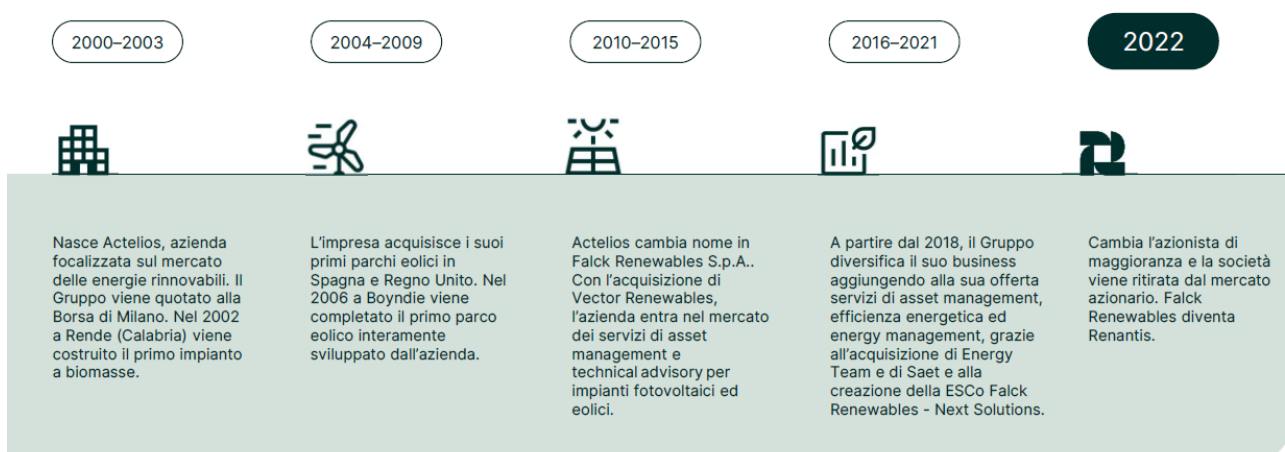 2000–2003
2004–2009
2010–2015
2016–2021
2022
Nasce Actelios, azienda
focalizzata sul mercato
delle energie rinnovabili. Il
Gruppo viene quotato alla
Borsa di Milano. Nel 2002
a Rende (Calabria) viene
costruito il primo impianto
a biomasse.
L’impresa acquisisce i suoi
primi parchi eolici in
Spagna e Regno Unito. Nel
2006 a Boyndie viene
completato il primo parco
eolico interamente
sviluppato dall’azienda.
Actelios cambia nome in
Falck Renewables S.p.A..
Con l’acquisizione di
Vector Renewables,
l’azienda entra nel mercato
dei servizi di asset
management e
technical advisory per
impianti fotovoltaici ed
eolici.
A partire dal 2018, il Gruppo
diversifica il suo business
aggiungendo alla sua offerta
servizi di asset management,
efficienza energetica ed
energy management, grazie
all’acquisizione di Energy
Team e di Saet e alla
creazione della ESCo Falck
Renewables - Next Solutions.
Cambia l’azionista di
maggioranza e la società
viene ritirata dal mercato
azionario. Falck
Renewables diventa
Renantis.